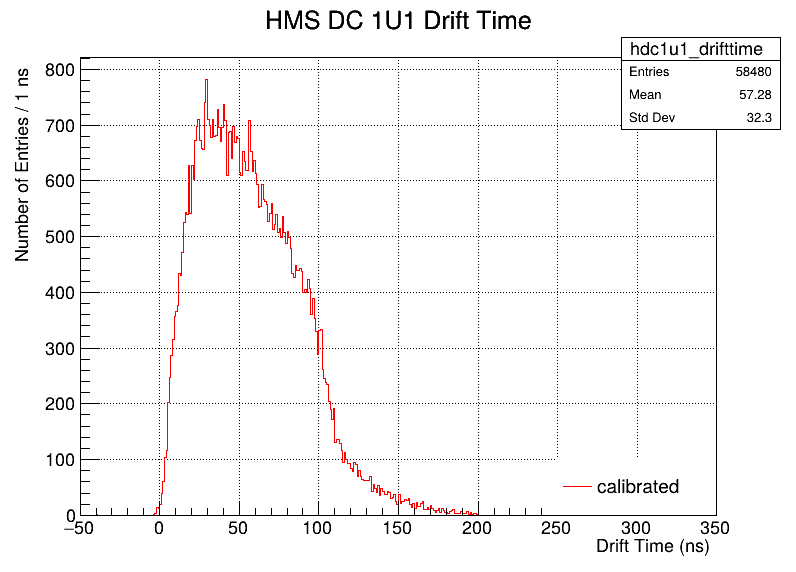 HMS DC 1U1 Drift Time
hdc1u1_drifttime
Entries 58480
Mean 57.28
Std Dev 32.3
Number of Entries / 1 ns
800
700
600
500
400
300
200
100
0
calibrated
−50 0 50 100 150 200 250 300 350
Drift Time (ns)